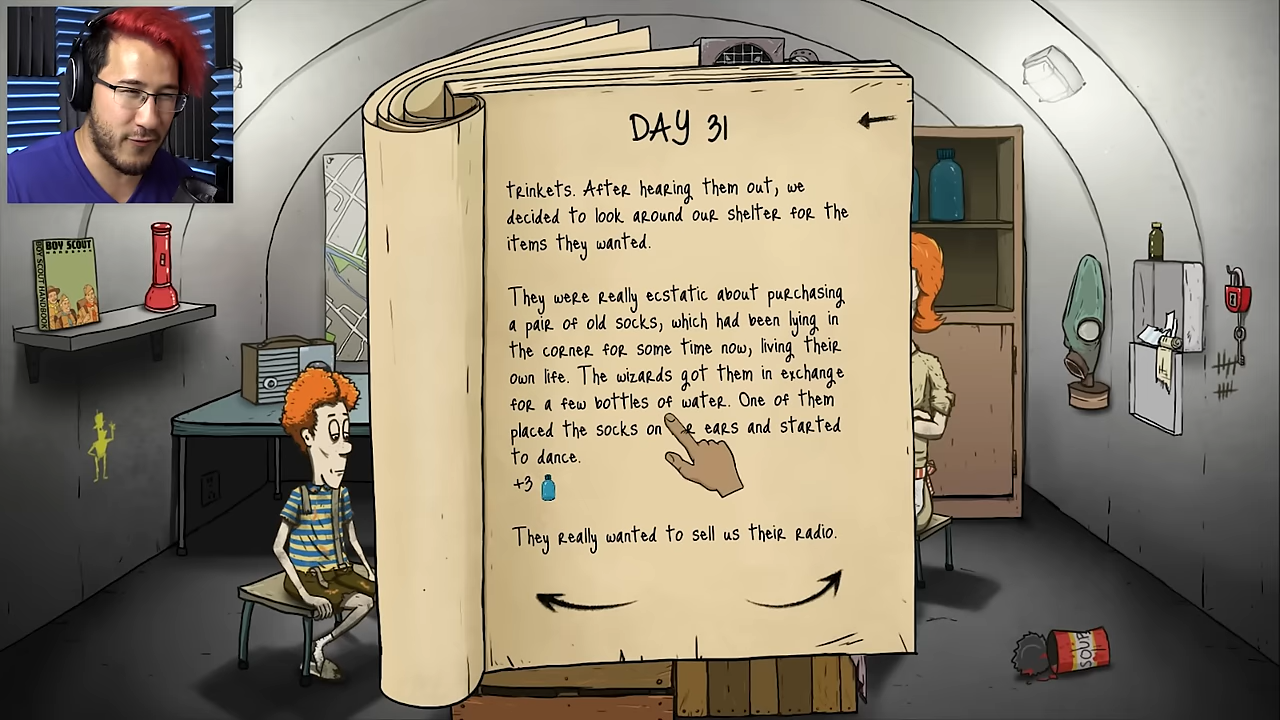 DAY 31
trinkets. After hearing them out, we
decided to look around our shelter for the
items they wanted.
They were really ecstatic about purchasing
a pair of old socks, which had been lying in
the corner for some time now, living their
own life. The wizards got them in exchange
for a few bottles of water. One of them
placed the socks on ears and started
to dance.
+3
They really wanted to sell us their radio.
BOY SCOUT
BOY SCOUT HANDBOOK
SOUP